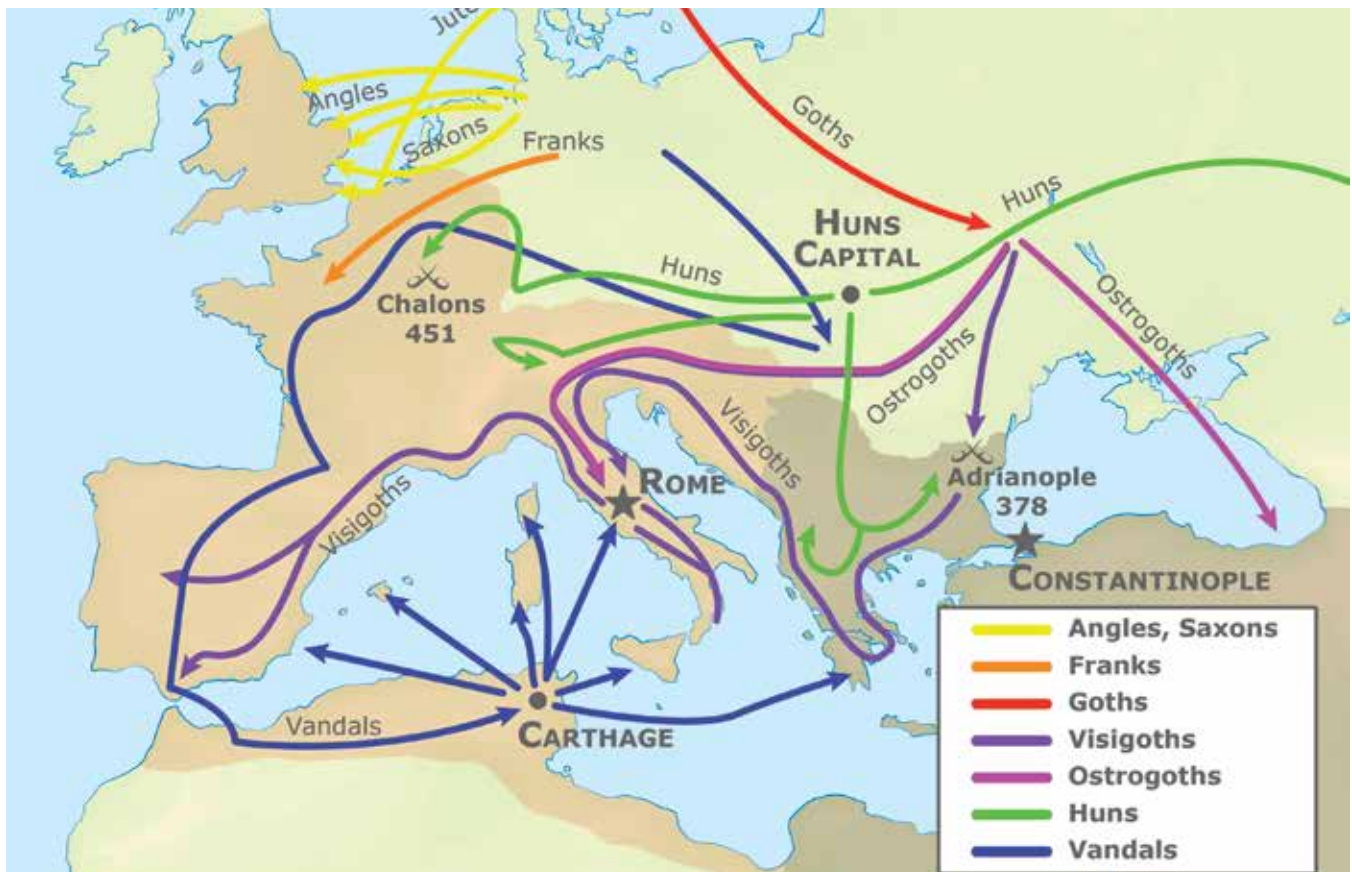 Jute
Angles
Saxons
Franks
Goths
Huns
HUNS
CAPITAL
Huns
Chalons
451
Ostrogoths
Ostrogoths
Visigoths
Adrianople
378
ROME
Visigoths
CONSTANTINOPLE
Vandals
CARTHAGE
Angles, Saxons
Franks
Goths
Visigoths
Ostrogoths
Huns
Vandals